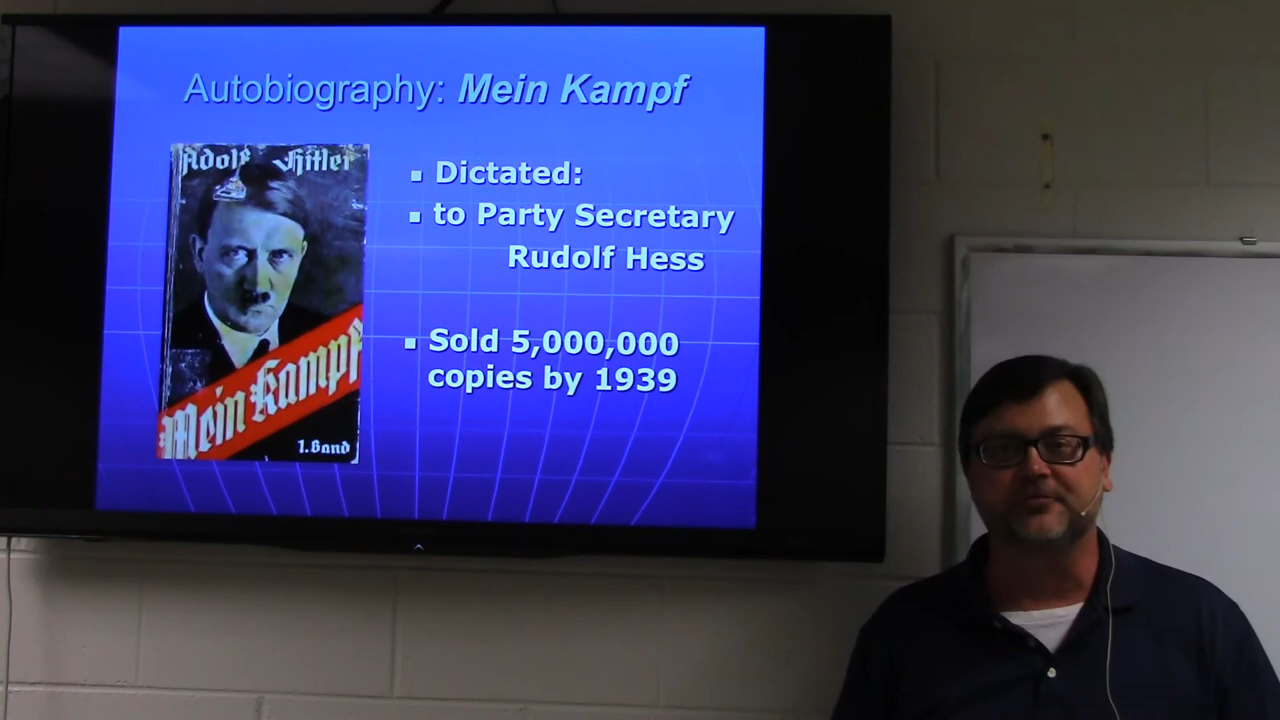 Autobiography: Mein Kampf
Adolf Hitler
Mein Kampf
1. Band
▪ Dictated:
▪ to Party Secretary
Rudolf Hess
▪ Sold 5,000,000
copies by 1939